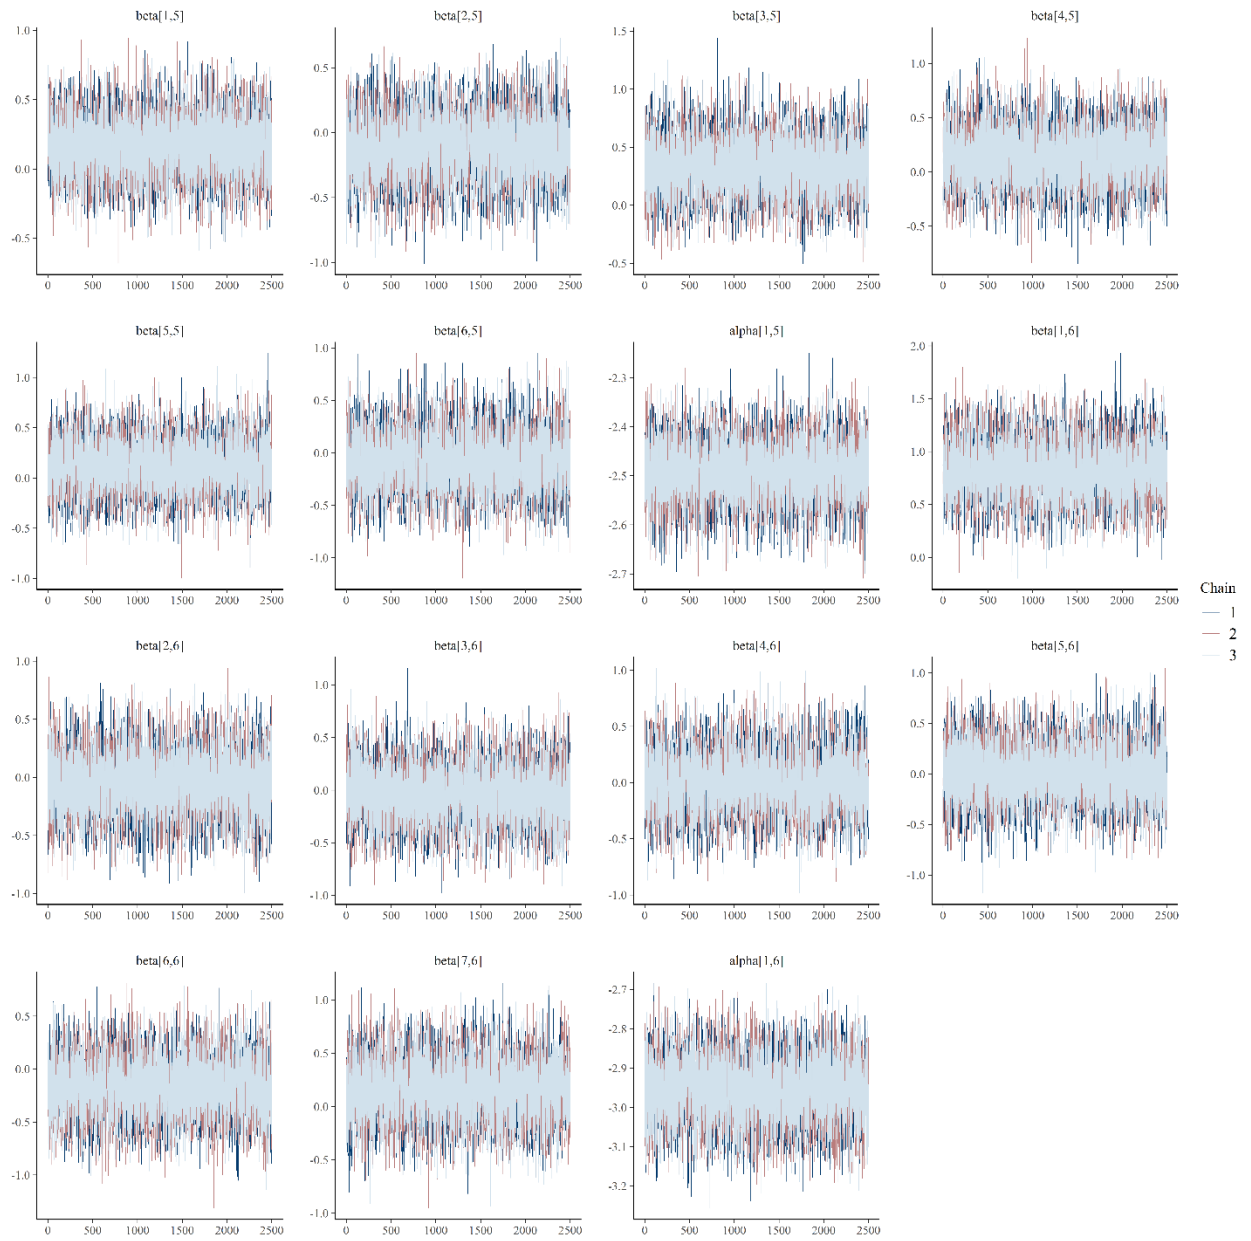 beta[1,5] beta[2,5] beta[3,5] beta[4,5]
1.0 0.5 0.0 -0.5
0.5 0.0 -0.5 -1.0
1.5 1.0 0.5 0.0 -0.5
1.0 0.5 0.0 -0.5
0 500 1000 1500 2000 2500 0 500 1000 1500 2000 2500 0 500 1000 1500 2000 2500 0 500 1000 1500 2000 2500
beta[5,5] beta[6,5] alpha[1,5] beta[1,6]
1.0 0.5 0.0 -0.5 -1.0
1.0 0.5 0.0 -0.5 -1.0
-2.3 -2.4 -2.5 -2.6 -2.7
2.0 1.5 1.0 0.5 0.0
0 500 1000 1500 2000 2500 0 500 1000 1500 2000 2500 0 500 1000 1500 2000 2500 0 500 1000 1500 2000 2500
Chain
1
2
3
beta[2,6] beta[3,6] beta[4,6] beta[5,6]
1.0 0.5 0.0 -0.5 -1.0
1.0 0.5 0.0 -0.5 -1.0
1.0 0.5 0.0 -0.5 -1.0
1.0 0.5 0.0 -0.5 -1.0
0 500 1000 1500 2000 2500 0 500 1000 1500 2000 2500 0 500 1000 1500 2000 2500 0 500 1000 1500 2000 2500
beta[6,6] beta[7,6] alpha[1,6]
0.5 0.0 -0.5 -1.0
1.0 0.5 0.0 -0.5 -1.0
-2.7 -2.8 -2.9 -3.0 -3.1 -3.2
0 500 1000 1500 2000 2500 0 500 1000 1500 2000 2500 0 500 1000 1500 2000 2500